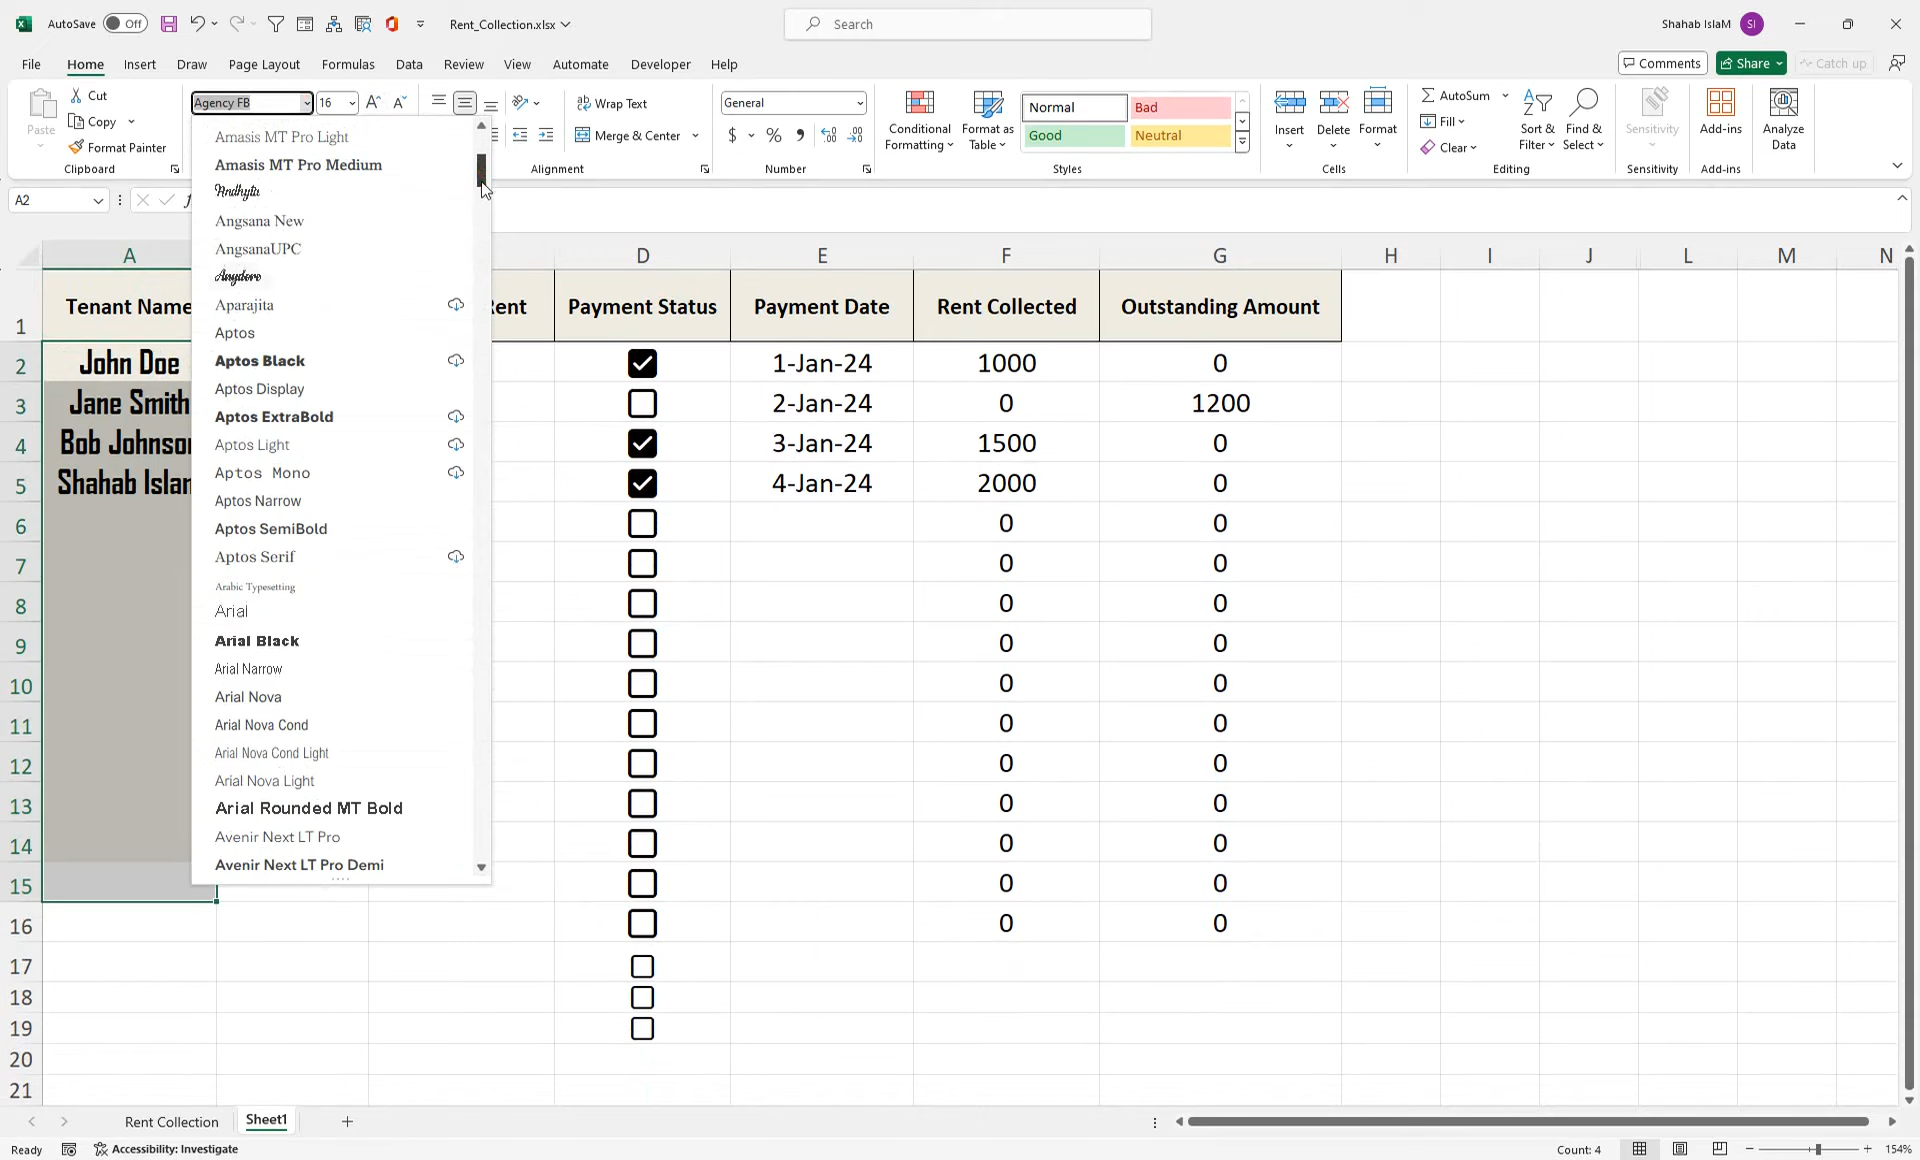 AutoSave Off Rent_Collection.xlsx Search Shahab IslaM SI
File Home Insert Draw Page Layout Formulas Data Review View Automate Developer Help Comments Share Catch up
Paste Cut Copy Format Painter Clipboard
Agency FB 16
Wrap Text Merge & Center Alignment
General $ % , Number
Conditional Formatting Format as Table Normal Bad Good Neutral Styles
Insert Delete Format Cells
AutoSum Fill Clear Sort & Filter Find & Select Editing
Sensitivity Sensitivity
Add-ins Add-ins
Analyze Data
A2
Amasis MT Pro Light
Amasis MT Pro Medium
Andhyta
Angsana New
AngsanaUPC
Aparajita
Aptos
Aptos Black
Aptos Display
Aptos ExtraBold
Aptos Light
Aptos Mono
Aptos Narrow
Aptos SemiBold
Aptos Serif
Arabic Typesetting
Arial
Arial Black
Arial Narrow
Arial Nova
Arial Nova Cond
Arial Nova Cond Light
Arial Nova Light
Arial Rounded MT Bold
Avenir Next LT Pro
Avenir Next LT Pro Demi
A D E F G H I J K L M N
1 Tenant Name Rent Payment Status Payment Date Rent Collected Outstanding Amount
2 John Doe 1-Jan-24 1000 0
3 Jane Smith 2-Jan-24 0 1200
4 Bob Johnson 3-Jan-24 1500 0
5 Shahab Islam 4-Jan-24 2000 0
6 0 0
7 0 0
8 0 0
9 0 0
10 0 0
11 0 0
12 0 0
13 0 0
14 0 0
15 0 0
16 0 0
17
18
19
20
21
Rent Collection Sheet1
Ready Accessibility: Investigate Count: 4 154%